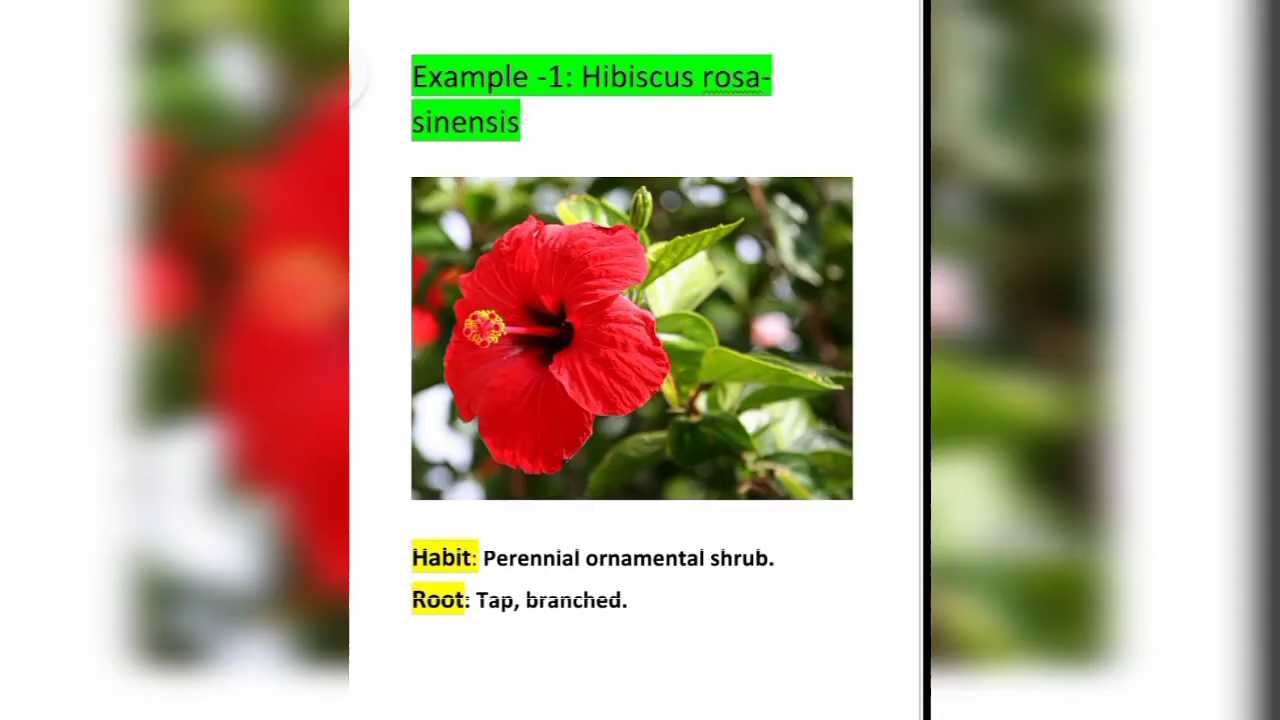 Example -1: Hibiscus rosa-
sinensis
Habit: Perennial ornamental shrub.
Root: Tap, branched.